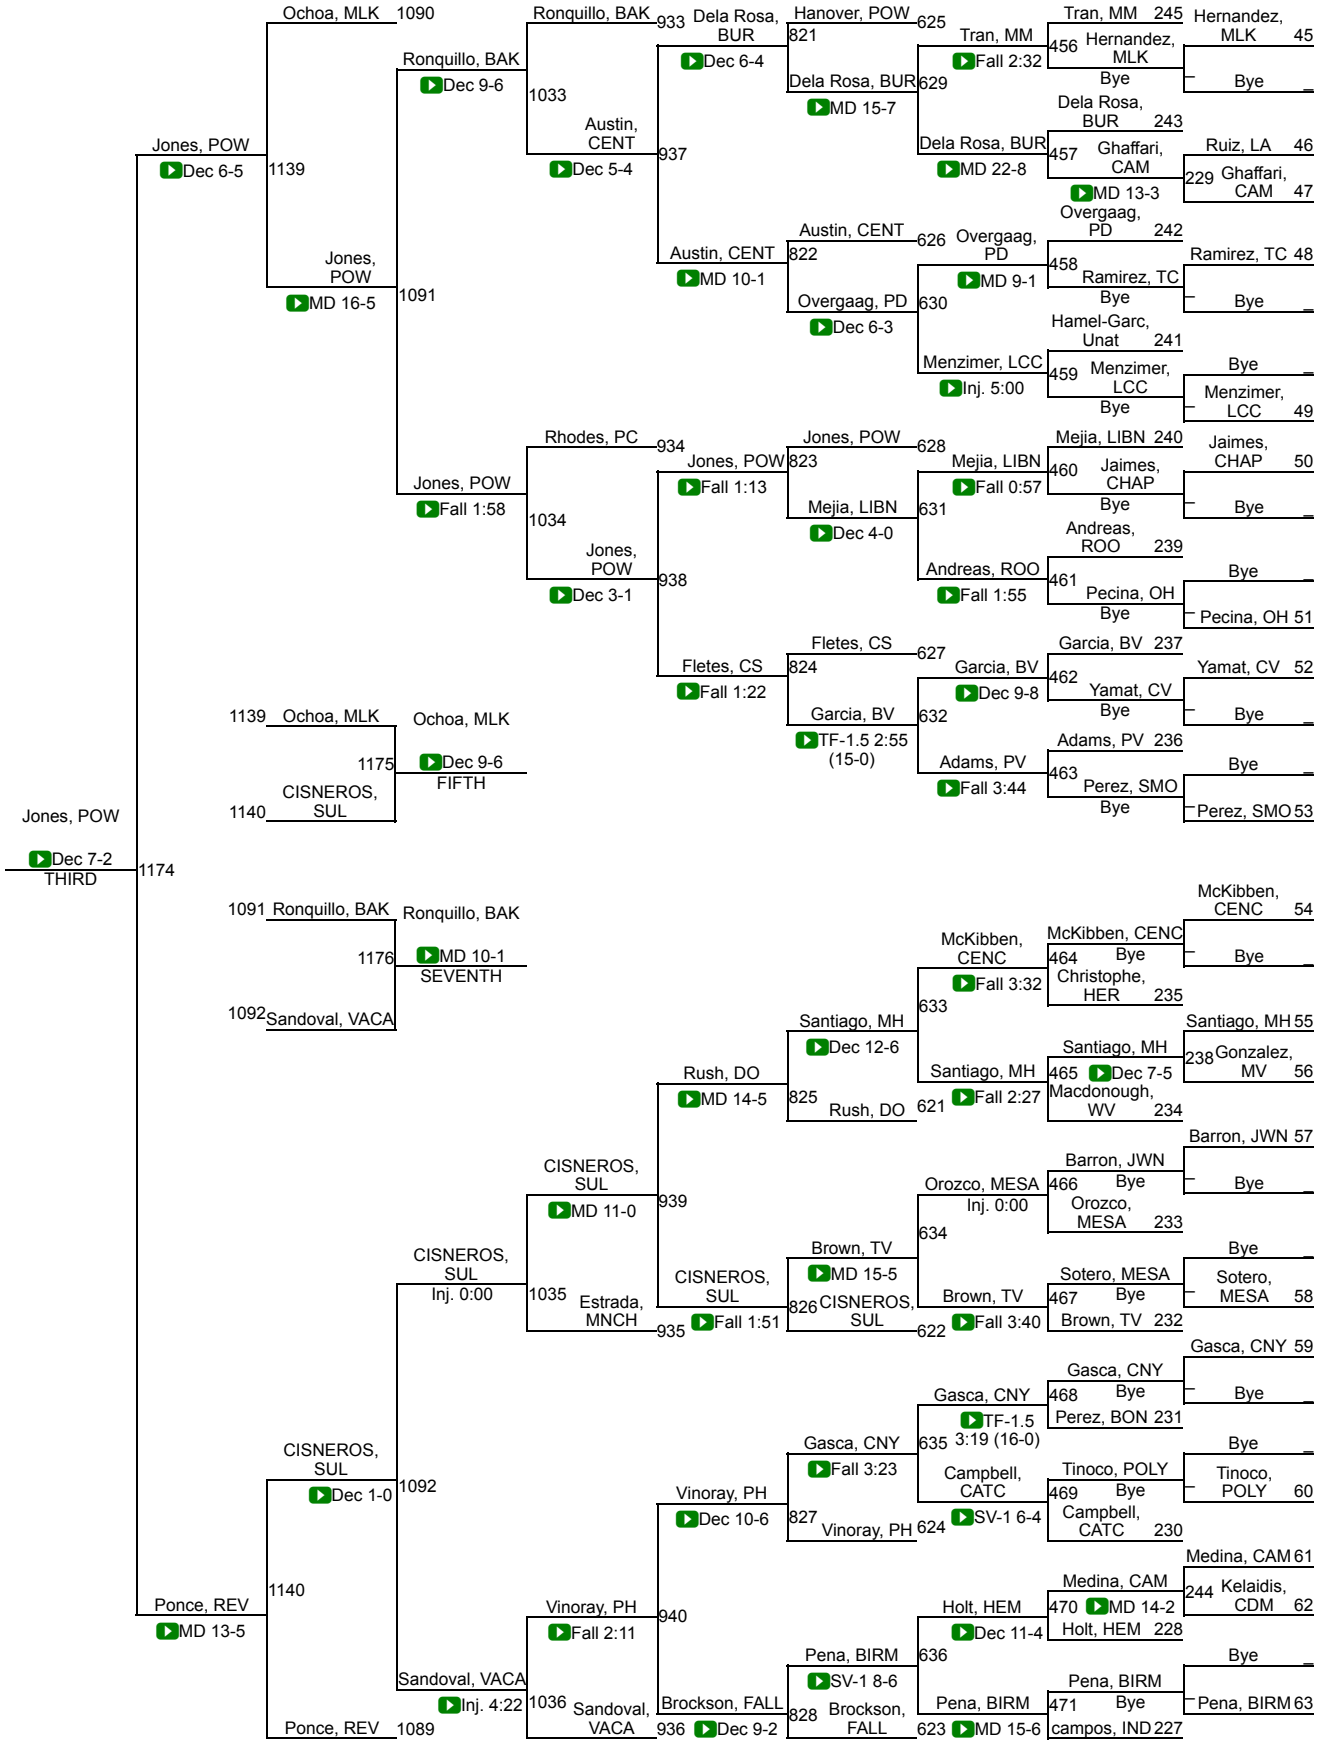 Ochoa, MLK 1090
Ronquillo, BAK 933
Dela Rosa,
BUR
Hanover, POW 625
Tran, MM 245
Hernandez,
MLK 45
821
Tran, MM
456 Hernandez,
MLK
Ronquillo, BAK
Dec 9-6
Dec 6-4
Fall 2:32
Bye
_ Bye _
1033
Dela Rosa, BUR 629
MD 15-7
Dela Rosa,
BUR 243
Austin,
CENT
Dec 5-4
937
Dela Rosa, BUR
MD 22-8
457 Ghaffari,
CAM
MD 13-3
Ruiz, LA 46
229 Ghaffari,
CAM 47
Jones, POW
Dec 6-5
1139
Overgaag,
PD 242
Austin, CENT 626
Overgaag,
PD
MD 9-1
822
Austin, CENT
MD 10-1
458
Ramirez, TC
Bye
Ramirez, TC 48
_ Bye _
Jones,
POW
MD 16-5
1091
Overgaag, PD 630
Dec 6-3
Hamel-Garc,
Unat 241
Menzimer, LCC
Inj. 5:00
459 Menzimer,
LCC
Bye
Bye _
_ Menzimer,
LCC 49
Rhodes, PC 934
Jones, POW 628
Mejia, LIBN 240
Jaimes,
CHAP 50
Jones, POW 823
Fall 1:13
Mejia, LIBN
Fall 0:57
460 Jaimes,
CHAP
Bye
_ Bye _
Jones, POW
Fall 1:58
1034
Mejia, LIBN 631
Dec 4-0
Andreas,
ROO 239
Jones,
POW
Dec 3-1
938
Andreas, ROO
Fall 1:55
461
Pecina, OH
Bye
Bye _
_ Pecina, OH 51
Fletes, CS 627
Garcia, BV 237
Fletes, CS
Fall 1:22
824
Garcia, BV
Dec 9-8
462
Yamat, CV
Bye
Yamat, CV 52
_ Bye _
1139 Ochoa, MLK
Ochoa, MLK
Garcia, BV 632
TF-1.5 2:55
(15-0)
Adams, PV 236
1175
Dec 9-6
FIFTH
Adams, PV
Fall 3:44
463
Perez, SMO
Bye
Bye _
_ Perez, SMO 53
CISNEROS,
SUL
1140
Jones, POW
Dec 7-2
THIRD
1174
1091 Ronquillo, BAK
Ronquillo, BAK
1176
MD 10-1
SEVENTH
1092 Sandoval, VACA
McKibben,
CENC 54
McKibben,
CENC
Fall 3:32
McKibben, CENC
464 Bye
_ Bye _
Christophe,
HER 235
633
Santiago, MH
Dec 12-6
Santiago, MH
465 Dec 7-5
Santiago, MH 55
238 Gonzalez,
MV 56
Rush, DO
MD 14-5
825
Rush, DO 621
Santiago, MH
Fall 2:27
Macdonough,
WV 234
CISNEROS,
SUL
MD 11-0
939
Orozco, MESA
Inj. 0:00
Barron, JWN
466 Bye
Barron, JWN 57
_ Bye _
Orozco,
MESA 233
634
CISNEROS,
SUL
Inj. 0:00
1035
Brown, TV
MD 15-5
CISNEROS,
SUL
Fall 1:51
826 CISNEROS,
SUL 622
Brown, TV
Fall 3:40
Sotero, MESA
467 Bye
Brown, TV 232
Bye _
_ Sotero,
MESA 58
Estrada,
MNCH 935
Gasca, CNY
TF-1.5
3:19 (16-0)
Gasca, CNY
468 Bye
Perez, BON 231
Gasca, CNY 59
_ Bye _
CISNEROS,
SUL
Dec 1-0
1092
Gasca, CNY 635
Fall 3:23
Vinoray, PH
Dec 10-6
827
Vinoray, PH 624
Campbell,
CATC
SV-1 6-4
Tinoco, POLY
469 Bye
Campbell,
CATC 230
Bye _
_ Tinoco,
POLY 60
1140
Ponce, REV
MD 13-5
Vinoray, PH
Fall 2:11
940
Holt, HEM
Dec 11-4
Medina, CAM
470 MD 14-2
Holt, HEM 228
Medina, CAM 61
244 Kelaidis,
CDM 62
Pena, BIRM 636
SV-1 8-6
Sandoval, VACA
Inj. 4:22
1036 Sandoval,
VACA 936
Brockson, FALL
Dec 9-2
828 Brockson,
FALL 623
Pena, BIRM
MD 15-6
Pena, BIRM
471 Bye
campos, IND 227
Bye _
_ Pena, BIRM 63
Ponce, REV 1089